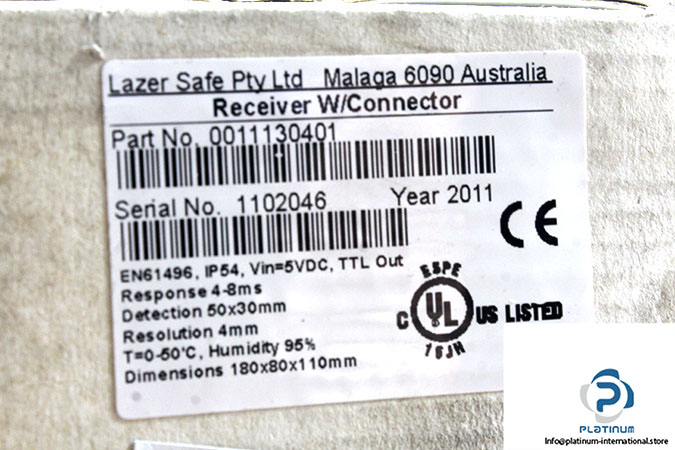 Lazer Safe Pty Ltd Malaga 6090 Australia
Receiver W/Connector
Part No. 0011130401
Serial No. 1102046 Year 2011
CE
EN61496, IP54, Vin=5VDC, TTL Out
Response 4-8ms
Detection 50x30mm
Resolution 4mm
T=0-50°C, Humidity 95%
Dimensions 180x80x110mm
ESPE
C UL US LISTED
16JH
PLATINUM
Info@platinum-international.store